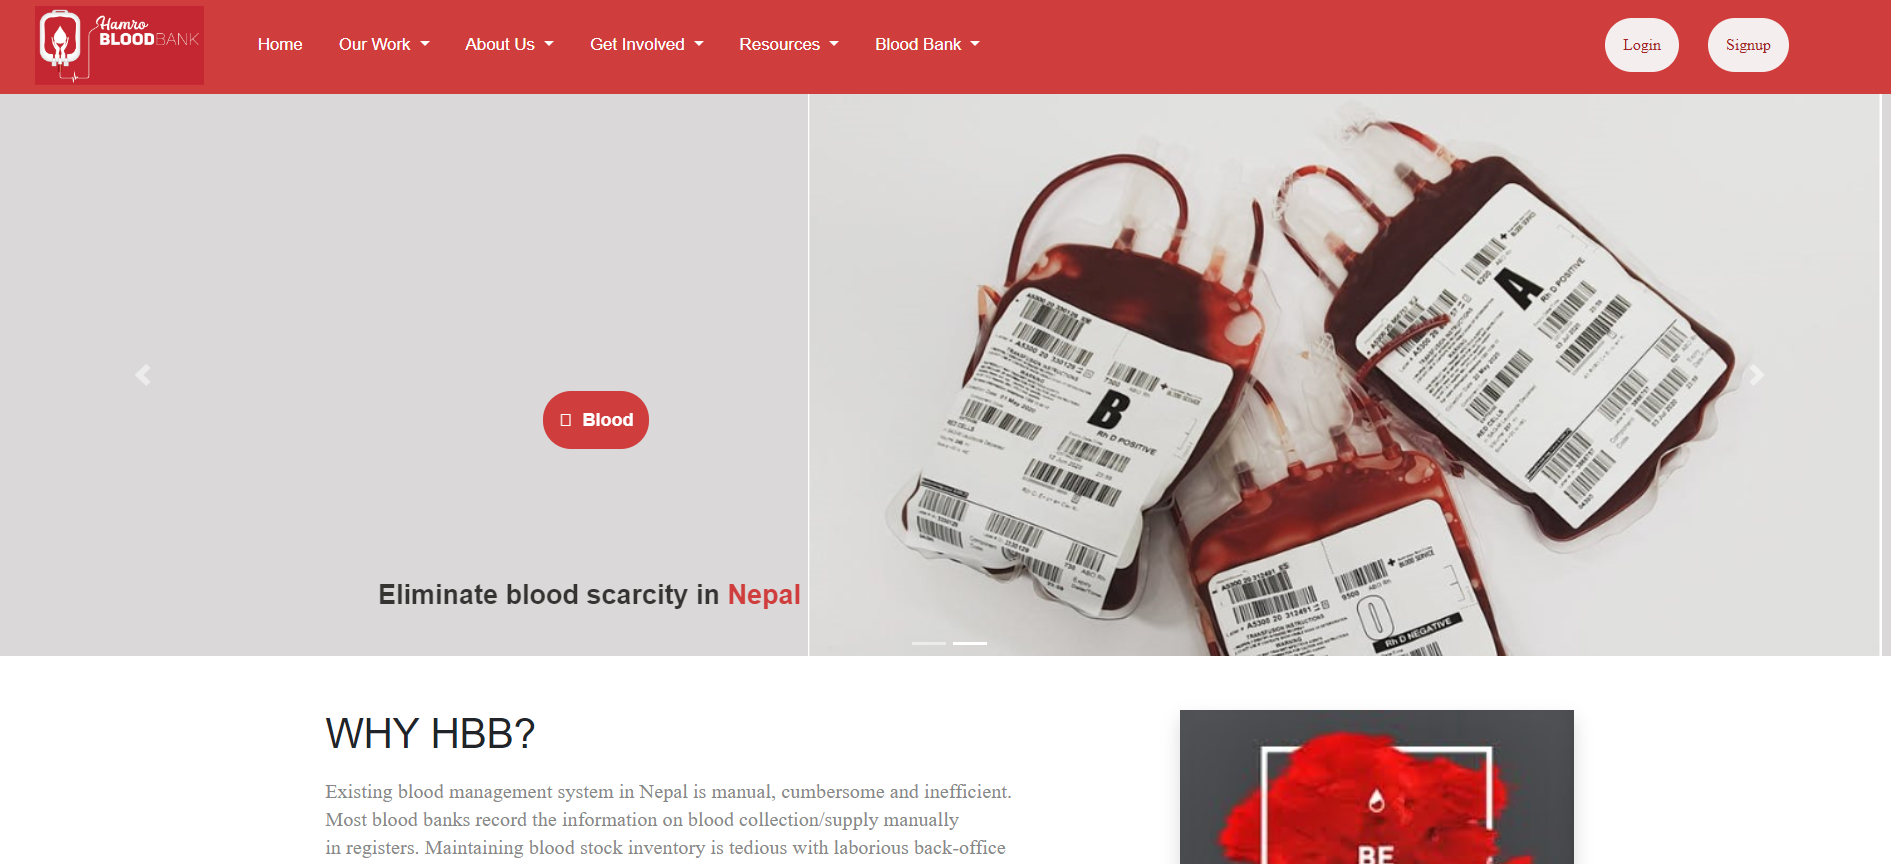 Hamro
BLOODBANK
Home
Our Work
About Us
Get Involved
Resources
Blood Bank
Login
Signup
Blood
Eliminate blood scarcity in Nepal
B
Rh D POSITIVE
A
Rh D POSITIVE
O
Rh D NEGATIVE
WHY HBB?
Existing blood management system in Nepal is manual, cumbersome and inefficient.
Most blood banks record the information on blood collection/supply manually
in registers. Maintaining blood stock inventory is tedious with laborious back-office
BE